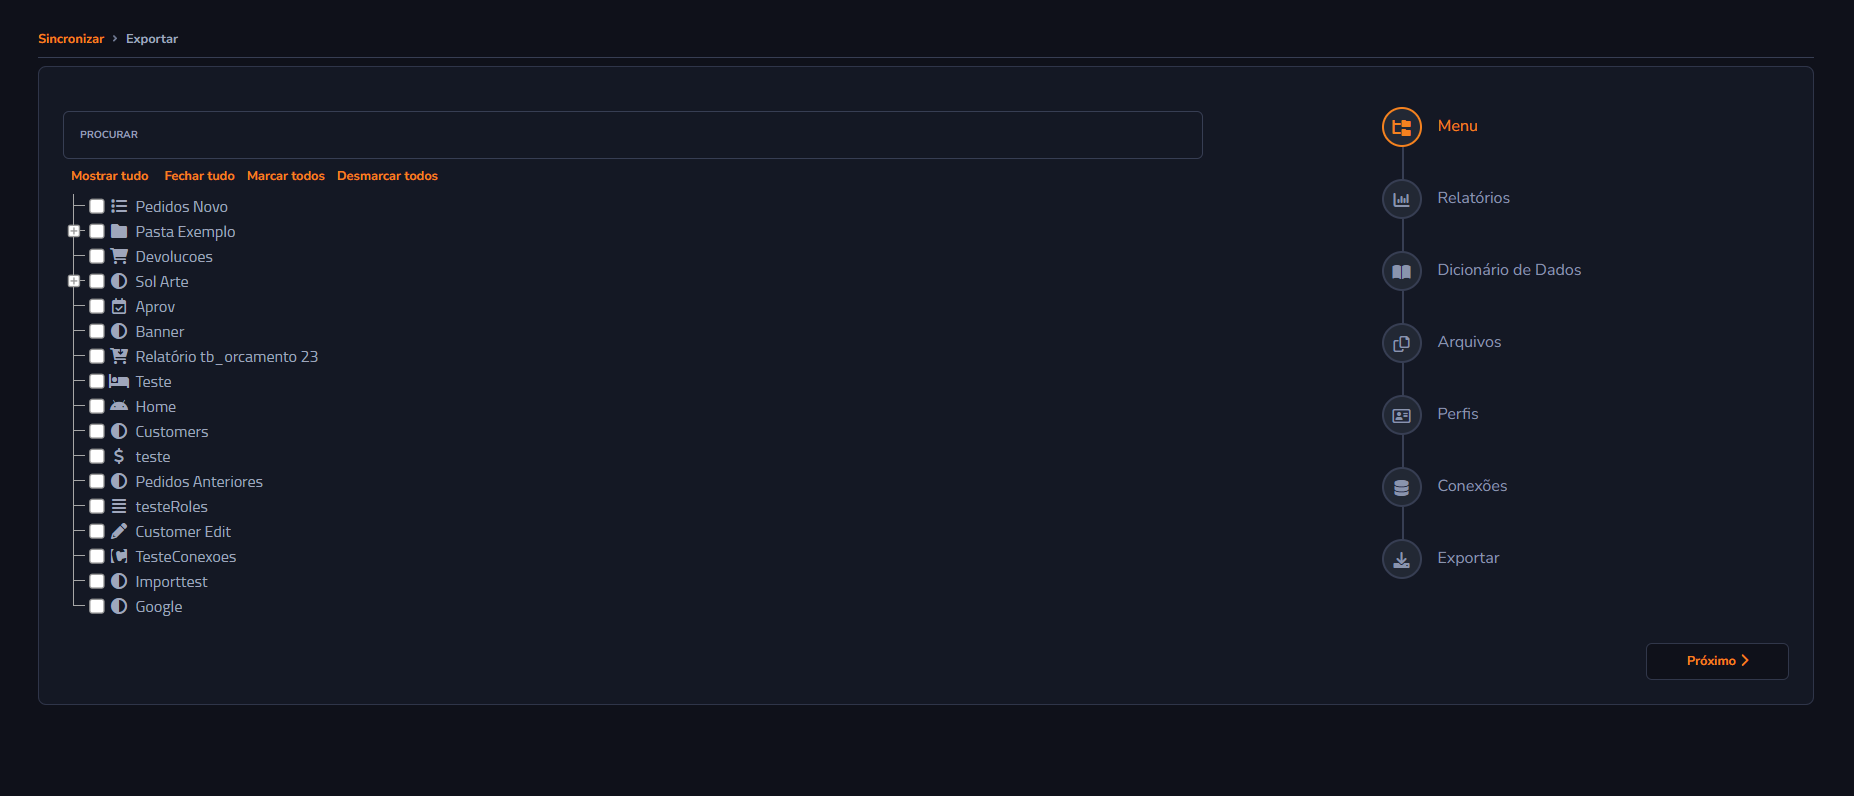 Sincronizar > Exportar
PROCURAR
Mostrar tudo Fechar tudo Marcar todos Desmarcar todos
Pedidos Novo
Pasta Exemplo
Devolucoes
Sol Arte
Aprov
Banner
Relatório tb_orcamento 23
Teste
Home
Customers
teste
Pedidos Anteriores
testeRoles
Customer Edit
TesteConexoes
Importtest
Google
Menu
Relatórios
Dicionário de Dados
Arquivos
Perfis
Conexões
Exportar
Próximo >